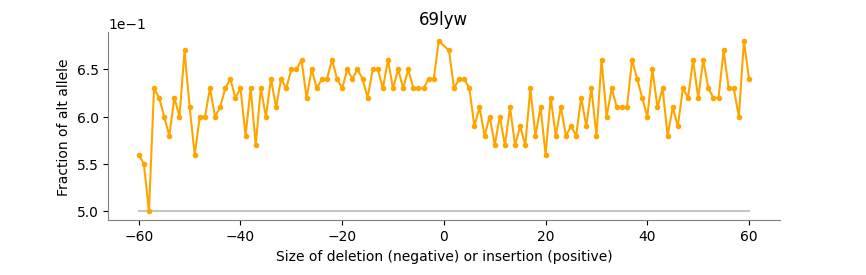 69lyw
1e−1
6.5
6.0
5.5
5.0
Fraction of alt allele
−60 −40 −20 0 20 40 60
Size of deletion (negative) or insertion (positive)